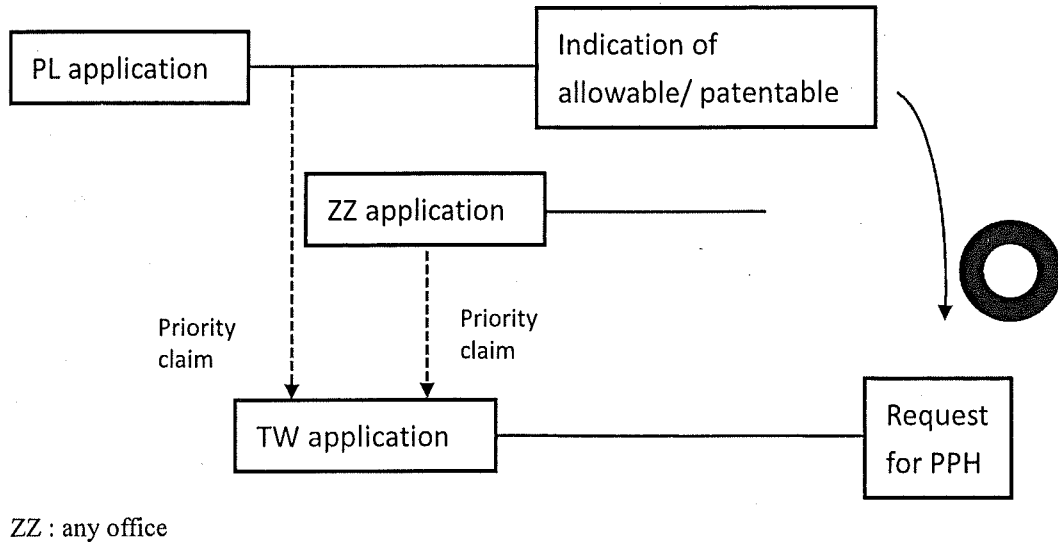 PL application
Indication of
allowable/ patentable
ZZ application
Priority
claim
Priority
claim
TW application
Request
for PPH
ZZ : any office